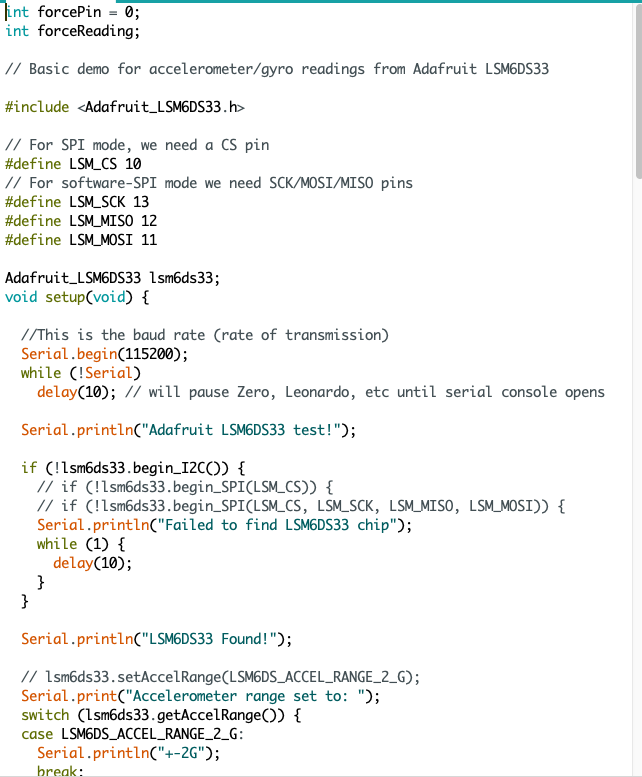 int forcePin = 0;
int forceReading;
// Basic demo for accelerometer/gyro readings from Adafruit LSM6DS33
#include <Adafruit_LSM6DS33.h>
// For SPI mode, we need a CS pin
#define LSM_CS 10
// For software-SPI mode we need SCK/MOSI/MISO pins
#define LSM_SCK 13
#define LSM_MISO 12
#define LSM_MOSI 11
Adafruit_LSM6DS33 lsm6ds33;
void setup(void) {
//This is the baud rate (rate of transmission)
Serial.begin(115200);
while (!Serial)
delay(10); // will pause Zero, Leonardo, etc until serial console opens
Serial.println("Adafruit LSM6DS33 test!");
if (!lsm6ds33.begin_I2C()) {
// if (!lsm6ds33.begin_SPI(LSM_CS)) {
// if (!lsm6ds33.begin_SPI(LSM_CS, LSM_SCK, LSM_MISO, LSM_MOSI)) {
Serial.println("Failed to find LSM6DS33 chip");
while (1) {
delay(10);
}
}
Serial.println("LSM6DS33 Found!");
// lsm6ds33.setAccelRange(LSM6DS_ACCEL_RANGE_2_G);
Serial.print("Accelerometer range set to: ");
switch (lsm6ds33.getAccelRange()) {
case LSM6DS_ACCEL_RANGE_2_G:
Serial.println("+-2G");
break;